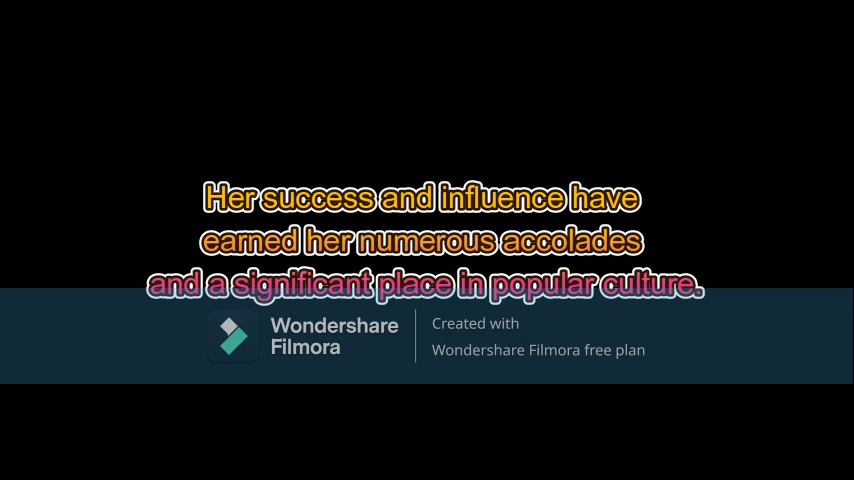 Her success and influence have
earned her numerous accolades
and a significant place in popular culture.
Wondershare
Filmora
Created with
Wondershare Filmora free plan